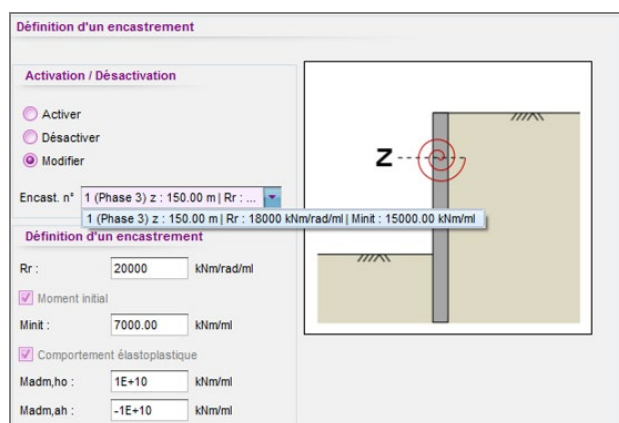 Définition d'un encastrement
Activation / Désactivation
Activer
Désactiver
Modifier
Encast. n° 1 (Phase 3) z : 150.00 m | Rr : ...
1 (Phase 3) z : 150.00 m | Rr : 18000 kNm/rad/ml | Minit : 15000.00 kNm/ml
Définition d'un encastrement
Rr : 20000 kNm/rad/ml
Moment initial
Minit : 7000.00 kNm/ml
Comportement élastoplastique
Madm,ho : 1E+10 kNm/ml
Madm,ah : -1E+10 kNm/ml
Z